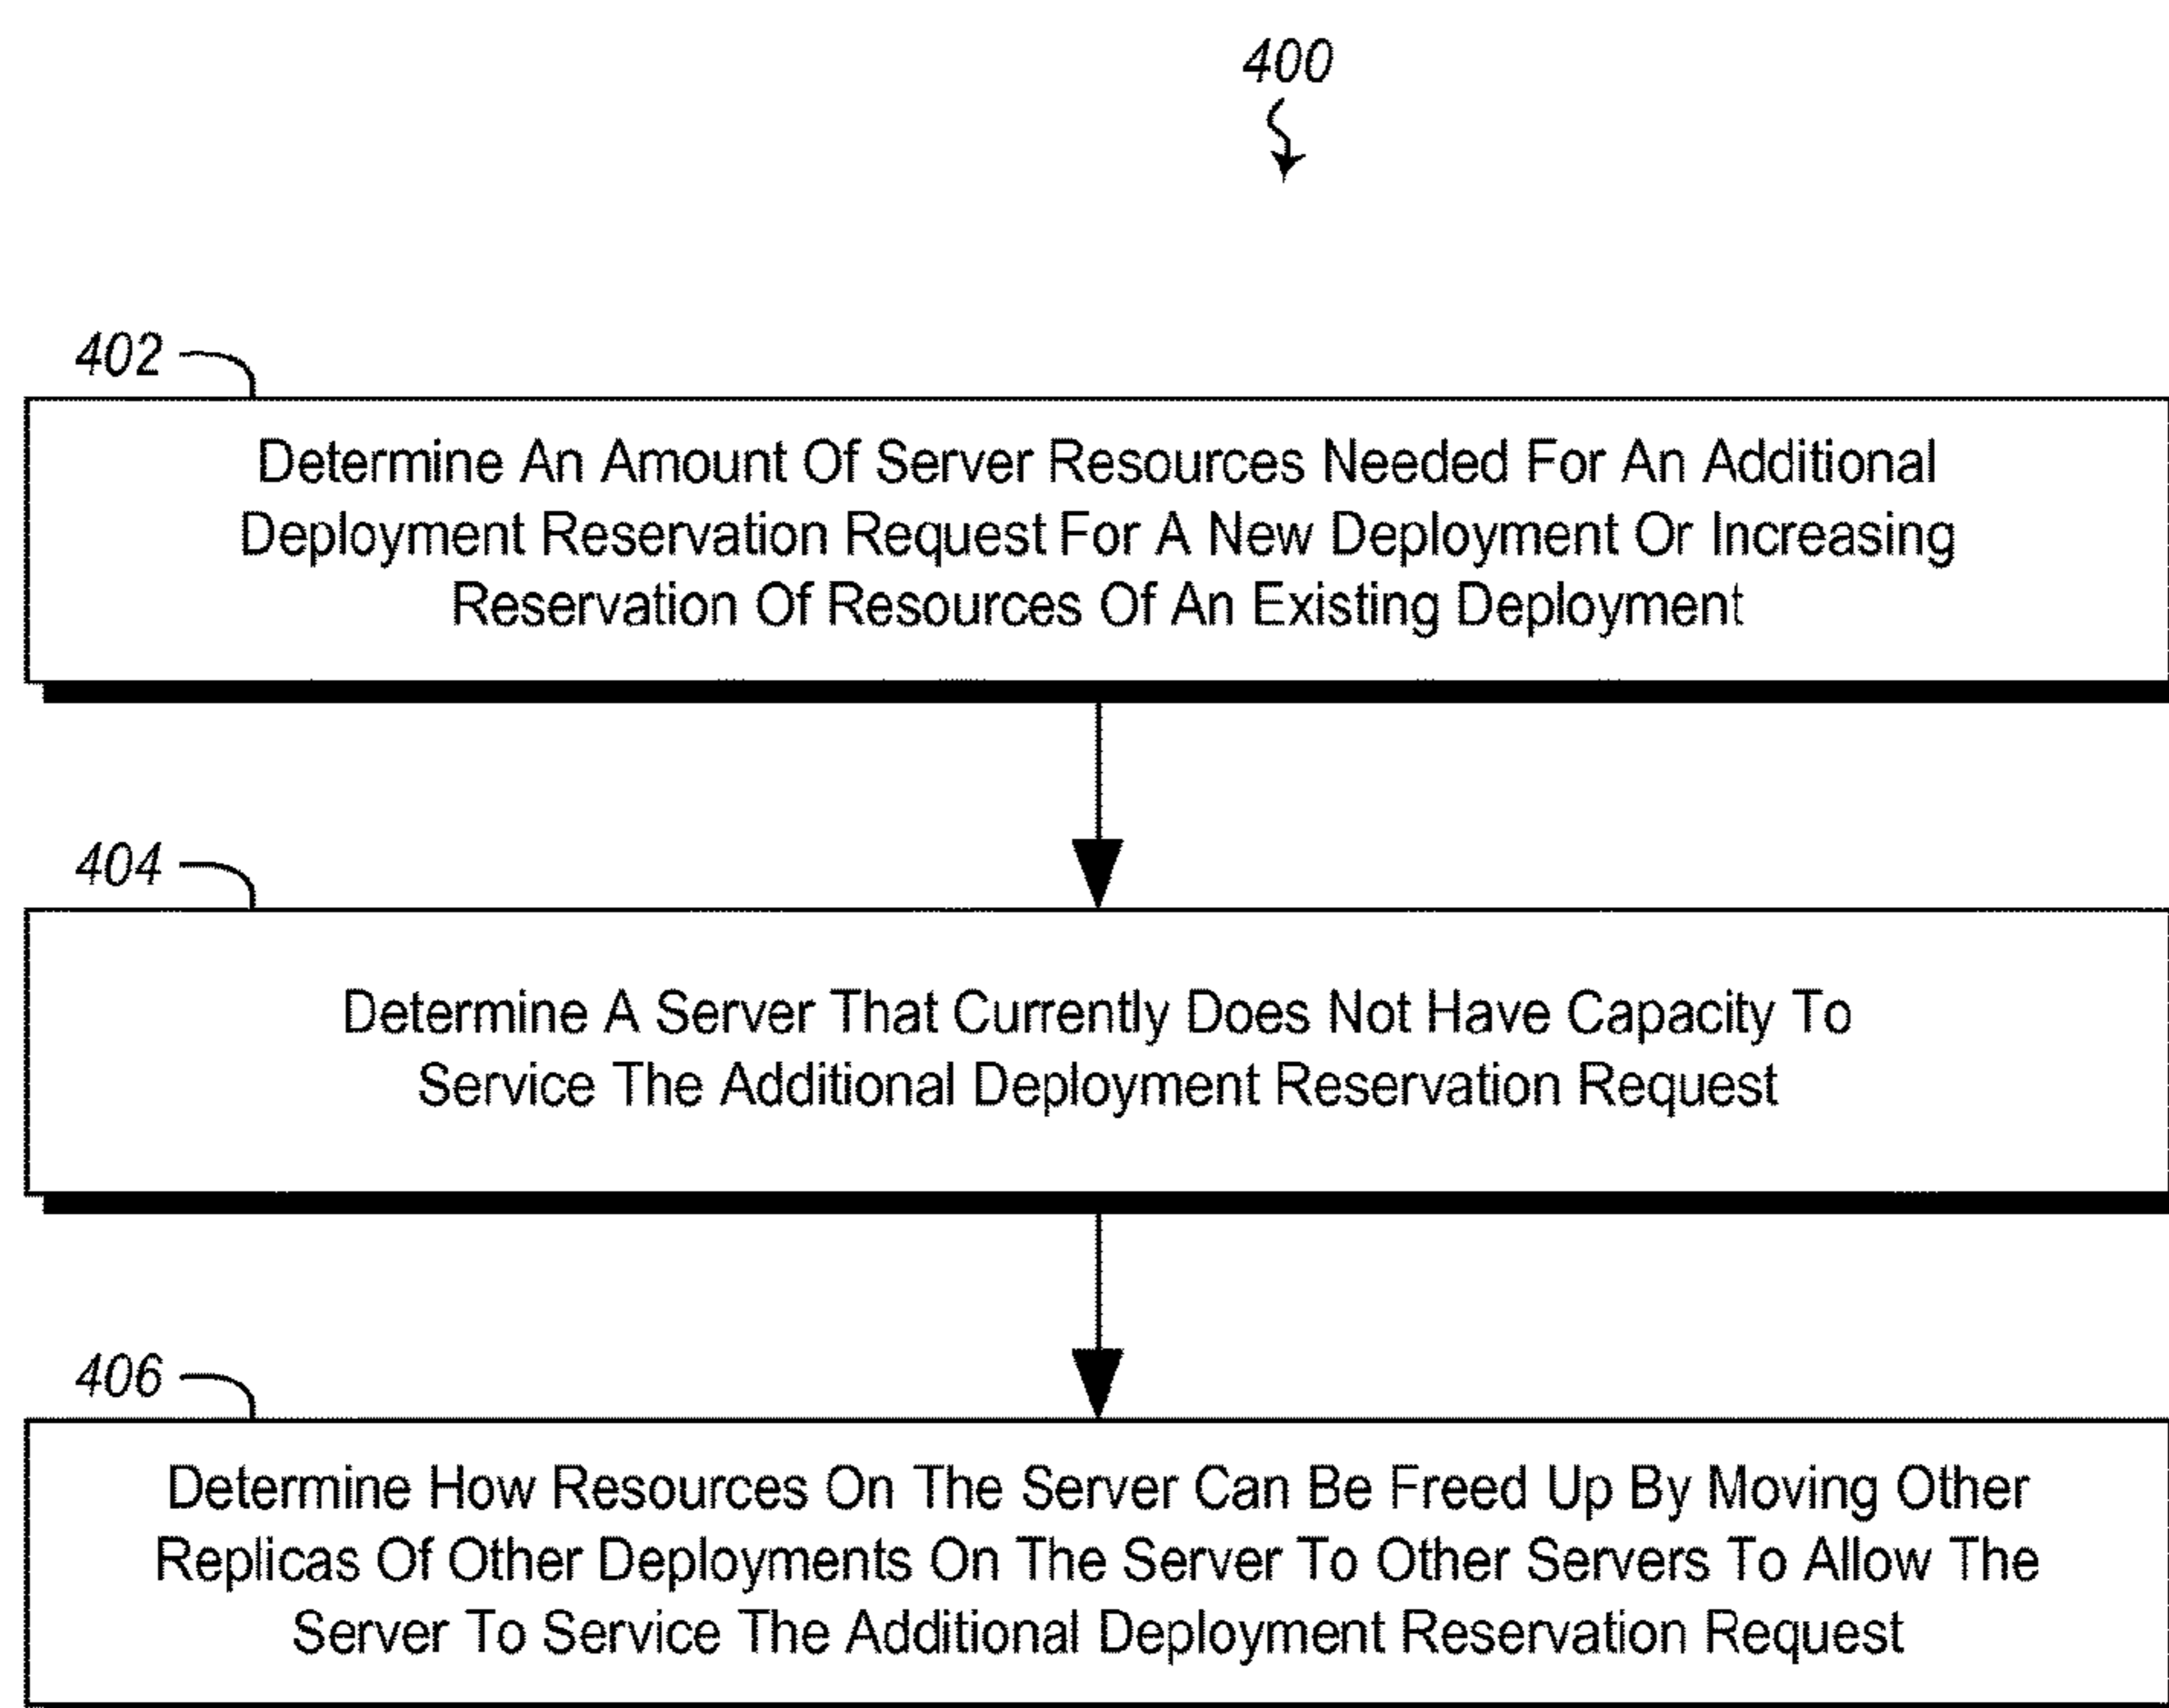 400
402
Determine An Amount Of Server Resources Needed For An Additional
Deployment Reservation Request For A New Deployment Or Increasing
Reservation Of Resources Of An Existing Deployment
404
Determine A Server That Currently Does Not Have Capacity To
Service The Additional Deployment Reservation Request
406
Determine How Resources On The Server Can Be Freed Up By Moving Other
Replicas Of Other Deployments On The Server To Other Servers To Allow The
Server To Service The Additional Deployment Reservation Request